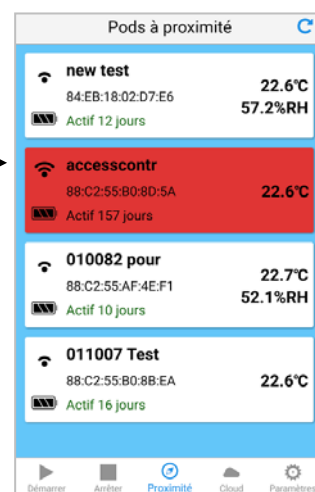 Pods à proximité
new test
84:EB:18:02:D7:E6
Actif 12 jours
22.6°C
57.2%RH
accesscontr
88:C2:55:B0:8D:5A
Actif 157 jours
22.6°C
010082 pour
88:C2:55:AF:4E:F1
Actif 10 jours
22.7°C
52.1%RH
011007 Test
88:C2:55:B0:8B:EA
Actif 16 jours
22.6°C
Démarrer Arrêter Proximité Cloud Paramètres